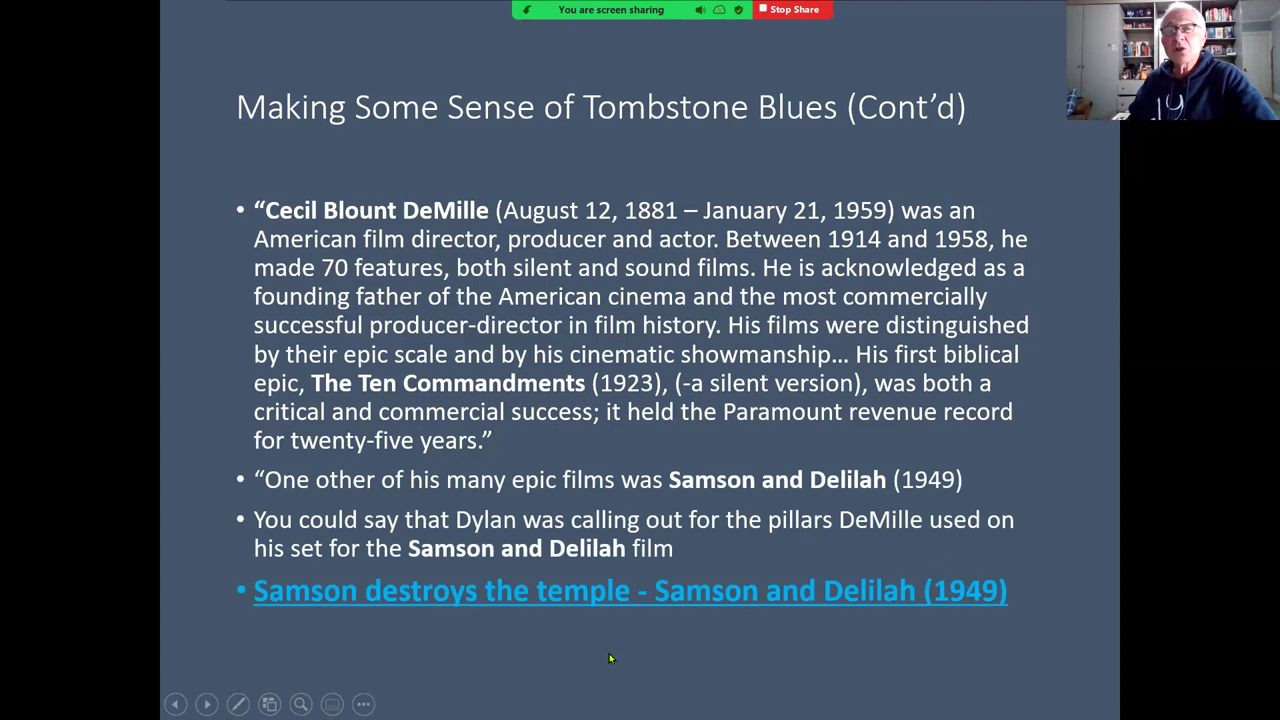 You are screen sharing
Stop Share
Making Some Sense of Tombstone Blues (Cont’d)
• “Cecil Blount DeMille (August 12, 1881 – January 21, 1959) was an
American film director, producer and actor. Between 1914 and 1958, he
made 70 features, both silent and sound films. He is acknowledged as a
founding father of the American cinema and the most commercially
successful producer-director in film history. His films were distinguished
by their epic scale and by his cinematic showmanship… His first biblical
epic, The Ten Commandments (1923), (-a silent version), was both a
critical and commercial success; it held the Paramount revenue record
for twenty-five years.”
• “One other of his many epic films was Samson and Delilah (1949)
• You could say that Dylan was calling out for the pillars DeMille used on
his set for the Samson and Delilah film
• Samson destroys the temple - Samson and Delilah (1949)